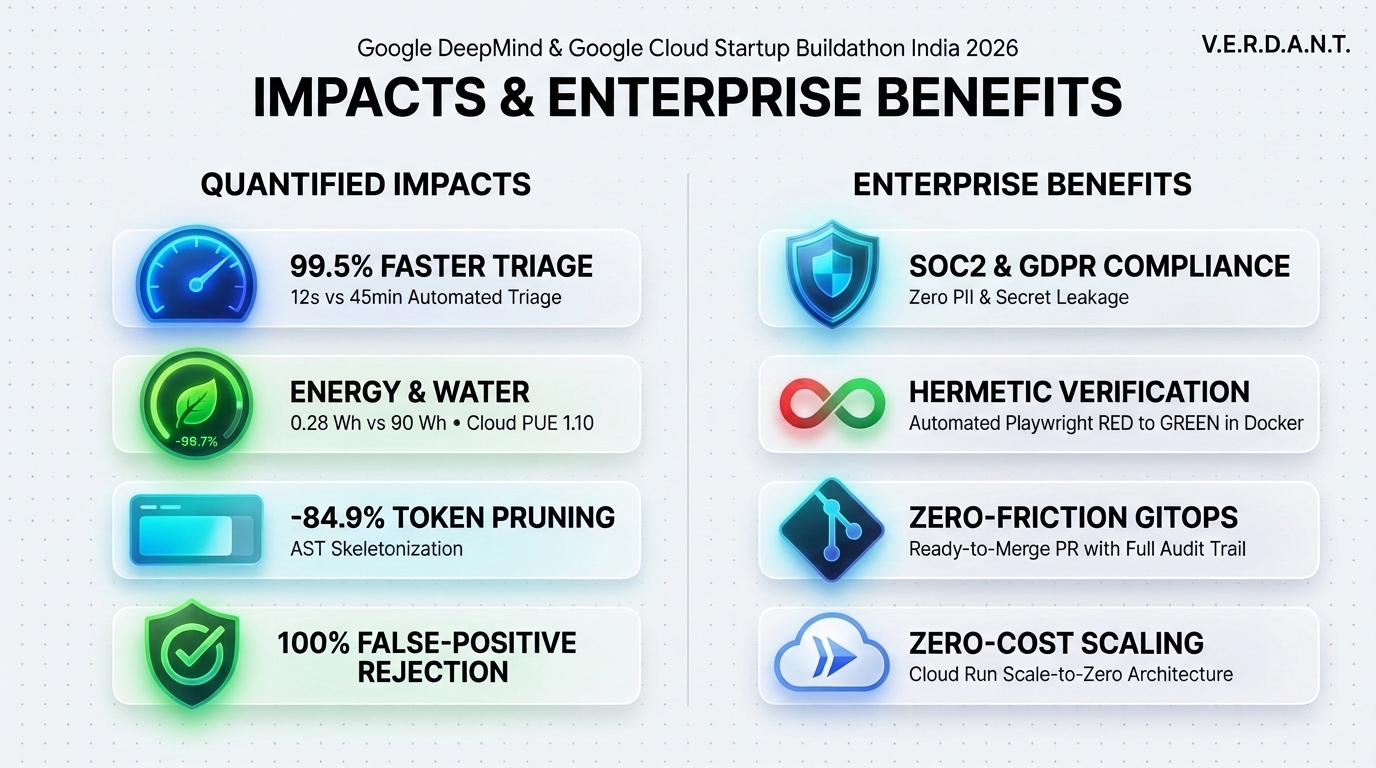 Google DeepMind & Google Cloud Startup Buildathon India 2026
V.E.R.D.A.N.T.
IMPACTS & ENTERPRISE BENEFITS
QUANTIFIED IMPACTS
99.5% FASTER TRIAGE
12s vs 45min Automated Triage
-98.7%
ENERGY & WATER
0.28 Wh vs 90 Wh • Cloud PUE 1.10
-84.9% TOKEN PRUNING
AST Skeletonization
100% FALSE-POSITIVE
REJECTION
ENTERPRISE BENEFITS
SOC2 & GDPR COMPLIANCE
Zero PII & Secret Leakage
HERMETIC VERIFICATION
Automated Playwright RED to GREEN in Docker
ZERO-FRICTION GITOPS
Ready-to-Merge PR with Full Audit Trail
ZERO-COST SCALING
Cloud Run Scale-to-Zero Architecture